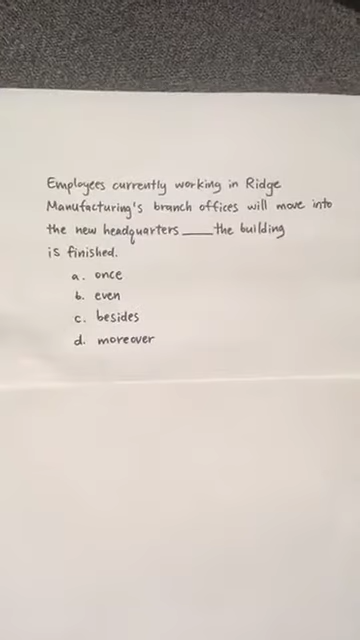 Employees currently working in Ridge
Manufacturing's branch offices will move into
the new headquarters ____ the building
is finished.
a. once
b. even
c. besides
d. moreover